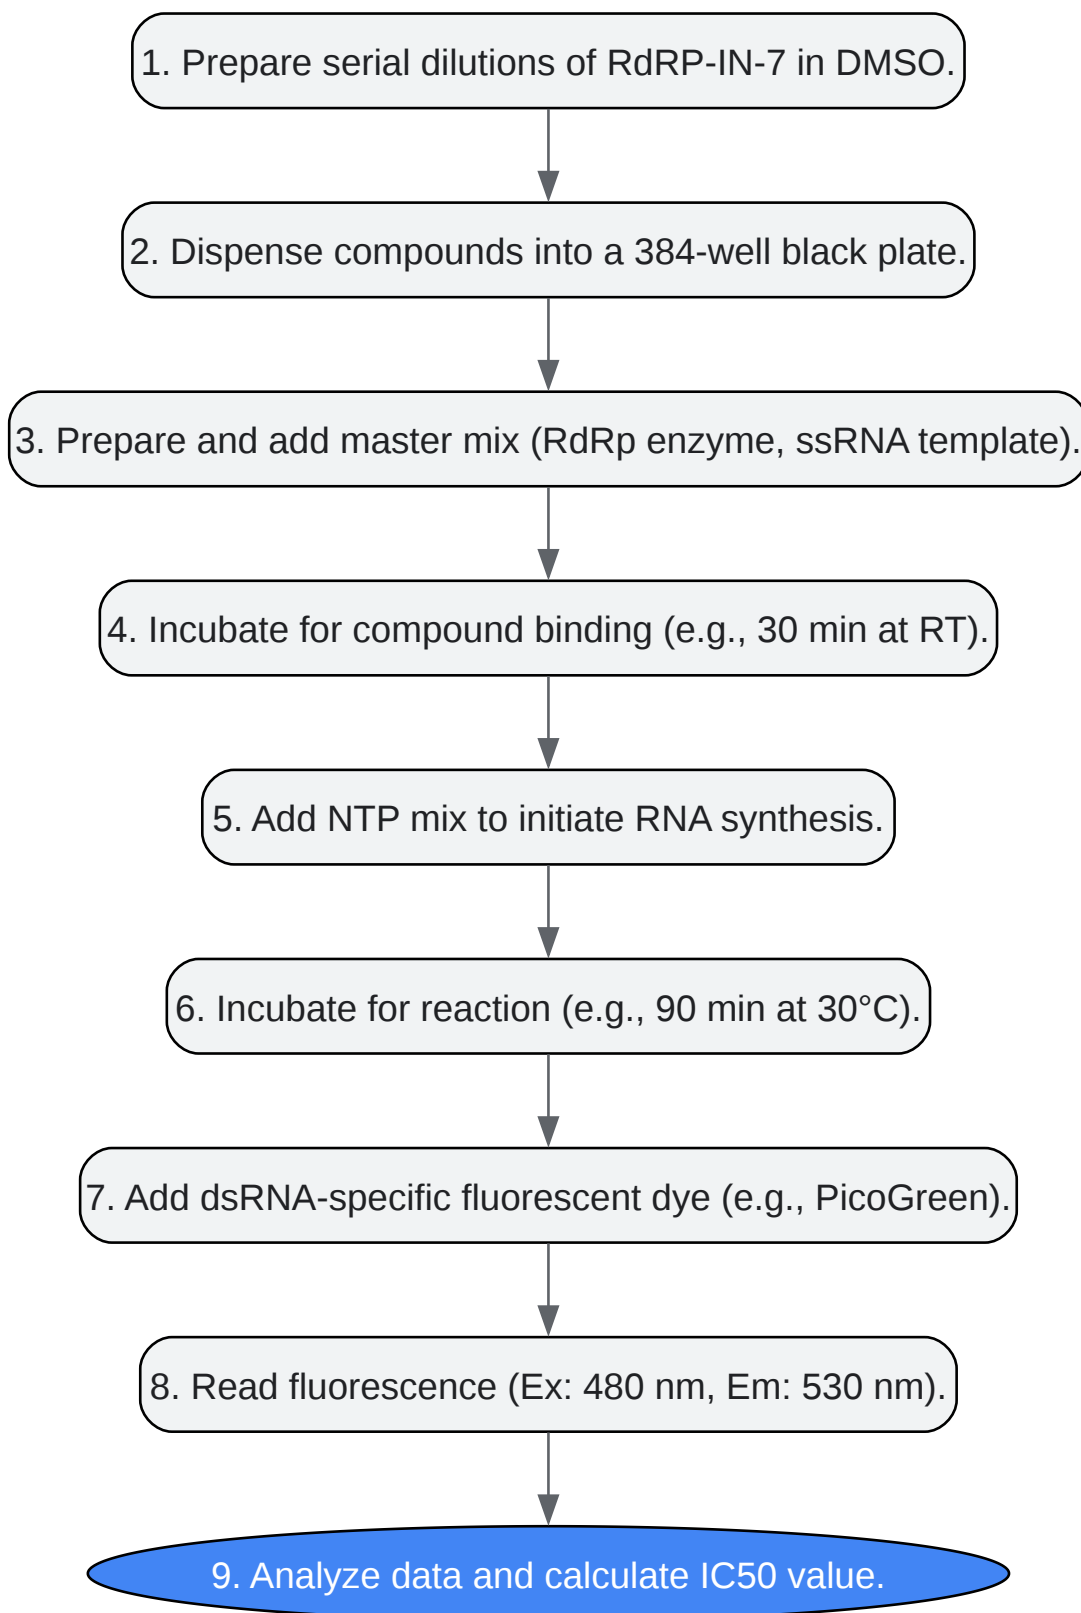 1. Prepare serial dilutions of RdRP-IN-7 in DMSO.
2. Dispense compounds into a 384-well black plate.
3. Prepare and add master mix (RdRp enzyme, ssRNA template).
4. Incubate for compound binding (e.g., 30 min at RT).
5. Add NTP mix to initiate RNA synthesis.
6. Incubate for reaction (e.g., 90 min at 30°C).
7. Add dsRNA-specific fluorescent dye (e.g., PicoGreen).
8. Read fluorescence (Ex: 480 nm, Em: 530 nm).
9. Analyze data and calculate IC50 value.